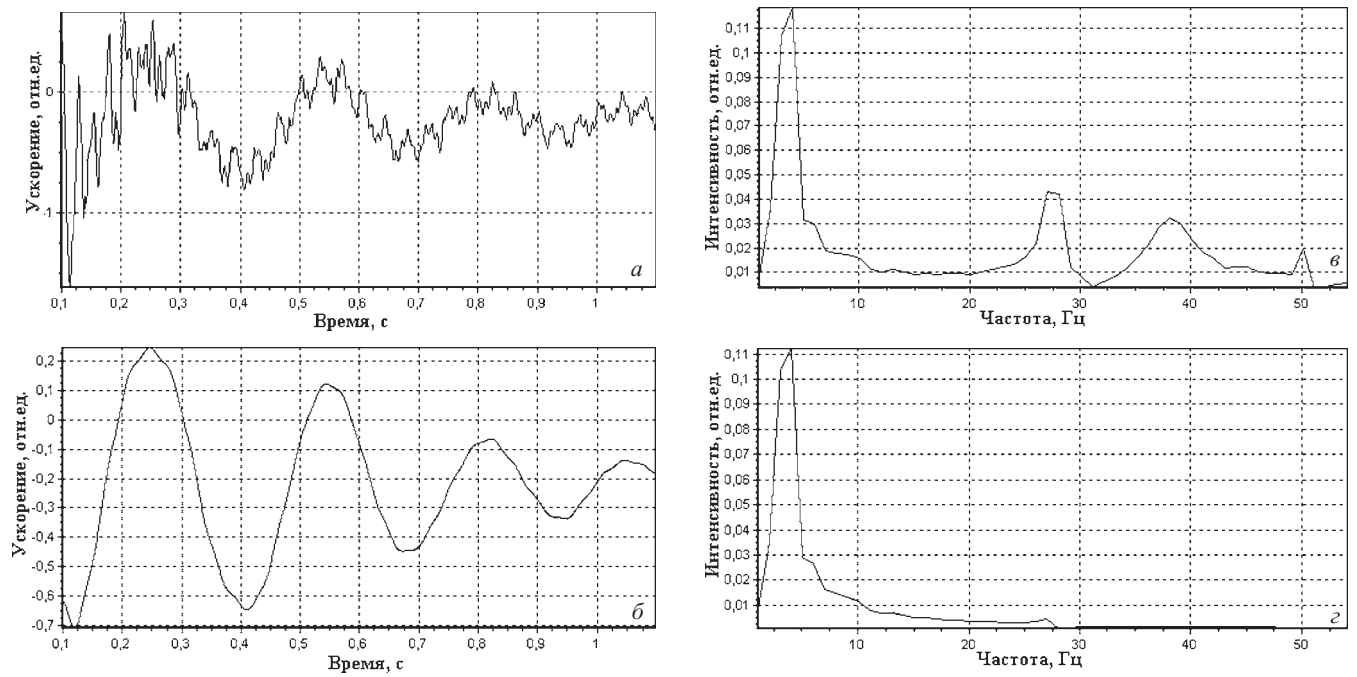 Ускорение, отн.ед.
0
-1
0,1 0,2 0,3 0,4 0,5 0,6 0,7 0,8 0,9 1
Время, с
а
Интенсивность, отн.ед.
0,11
0,1
0,09
0,08
0,07
0,06
0,05
0,04
0,03
0,02
0,01
10 20 30 40 50
Частота, Гц
в
Ускорение, отн.ед.
0,2
0,1
0
-0,1
-0,2
-0,3
-0,4
-0,5
-0,6
-0,7
0,1 0,2 0,3 0,4 0,5 0,6 0,7 0,8 0,9 1
Время, с
б
Интенсивность, отн.ед.
0,11
0,1
0,09
0,08
0,07
0,06
0,05
0,04
0,03
0,02
0,01
10 20 30 40 50
Частота, Гц
г